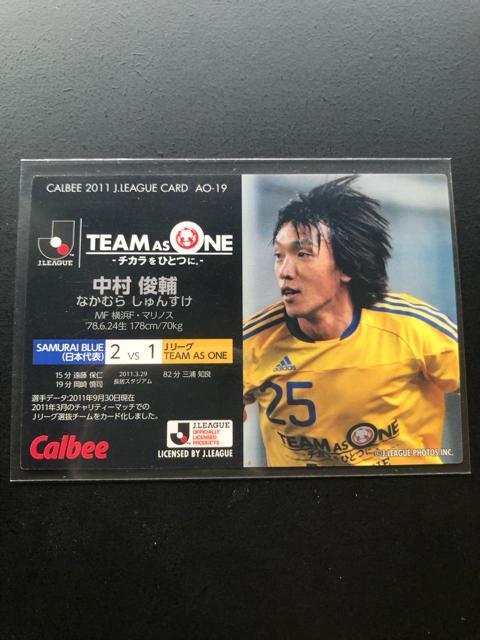 CALBEE 2011 J.LEAGUE CARD AO-19
J.LEAGUE
TEAM AS ONE
-チカラをひとつに。-
中村 俊輔
なかむら しゅんすけ
MF 横浜F・マリノス
'78.6.24生 178cm/70kg
SAMURAI BLUE
(日本代表)
2 VS 1
Jリーグ
TEAM AS ONE
15分 遠藤 保仁
19分 岡崎 慎司
2011.3.29
長居スタジアム
82分 三浦 知良
選手データ:2011年9月30日現在
2011年3月のチャリティーマッチでの
Jリーグ選抜チームをカード化しました。
Calbee
J.LEAGUE
OFFICIALLY
LICENSED
PRODUCTS
LICENSED BY J.LEAGUE
adidas
25
TEAM AS ONE
-チカラをひとつに。-
©J.LEAGUE PHOTOS INC.